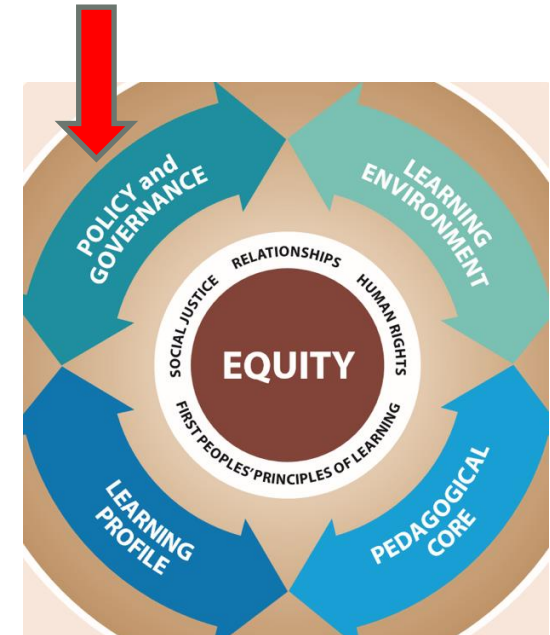 POLICY and
GOVERNANCE
LEARNING
ENVIRONMENT
SOCIAL JUSTICE
RELATIONSHIPS
HUMAN RIGHTS
EQUITY
FIRST PEOPLES' PRINCIPLES OF LEARNING
LEARNING
PROFILE
PEDAGOGICAL
CORE